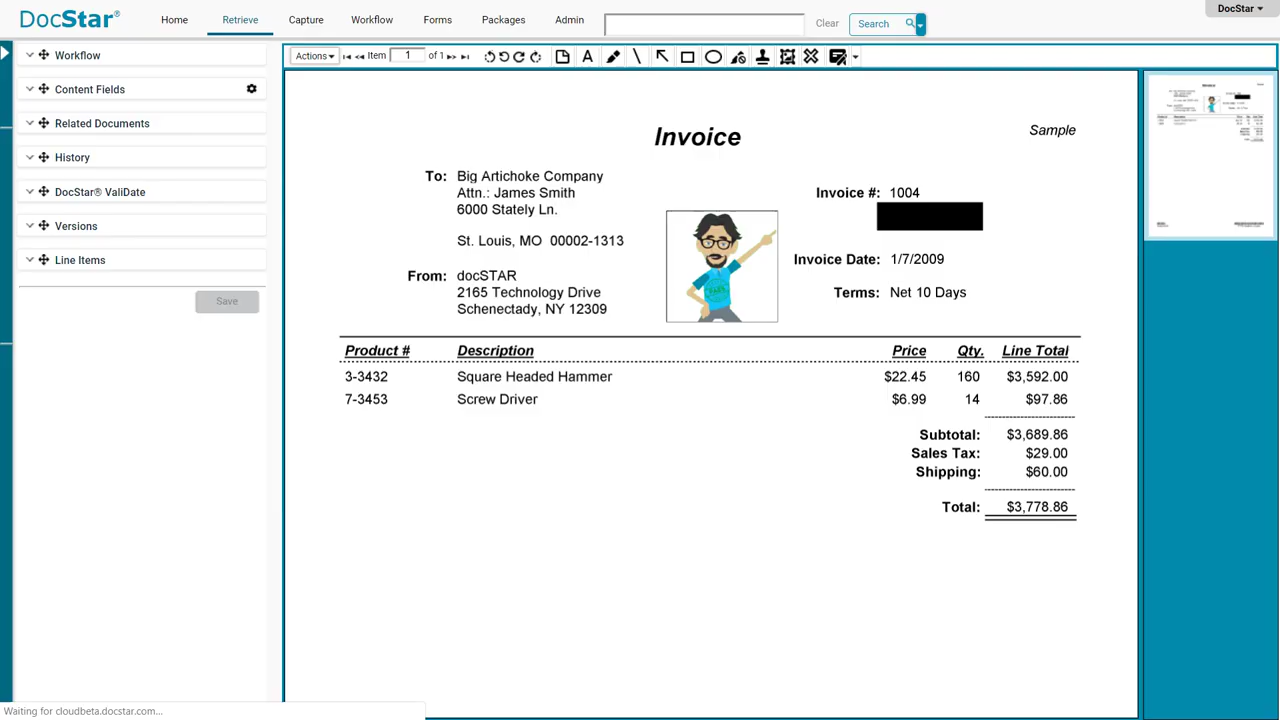 DocStar®
Home
Retrieve
Capture
Workflow
Forms
Packages
Admin
Clear
Search
DocStar
Workflow
Content Fields
Related Documents
History
DocStar® ValiDate
Versions
Line Items
Save
Actions
Item 1 of 1
A
Invoice
Sample
To: Big Artichoke Company
Attn.: James Smith
6000 Stately Ln.
St. Louis, MO 00002-1313
From: docSTAR
2165 Technology Drive
Schenectady, NY 12309
Invoice #: 1004
Invoice Date: 1/7/2009
Terms: Net 10 Days
Product # Description Price Qty. Line Total
3-3432 Square Headed Hammer $22.45 160 $3,592.00
7-3453 Screw Driver $6.99 14 $97.86
Subtotal: $3,689.86
Sales Tax: $29.00
Shipping: $60.00
Total: $3,778.86
Waiting for cloudbeta.docstar.com...